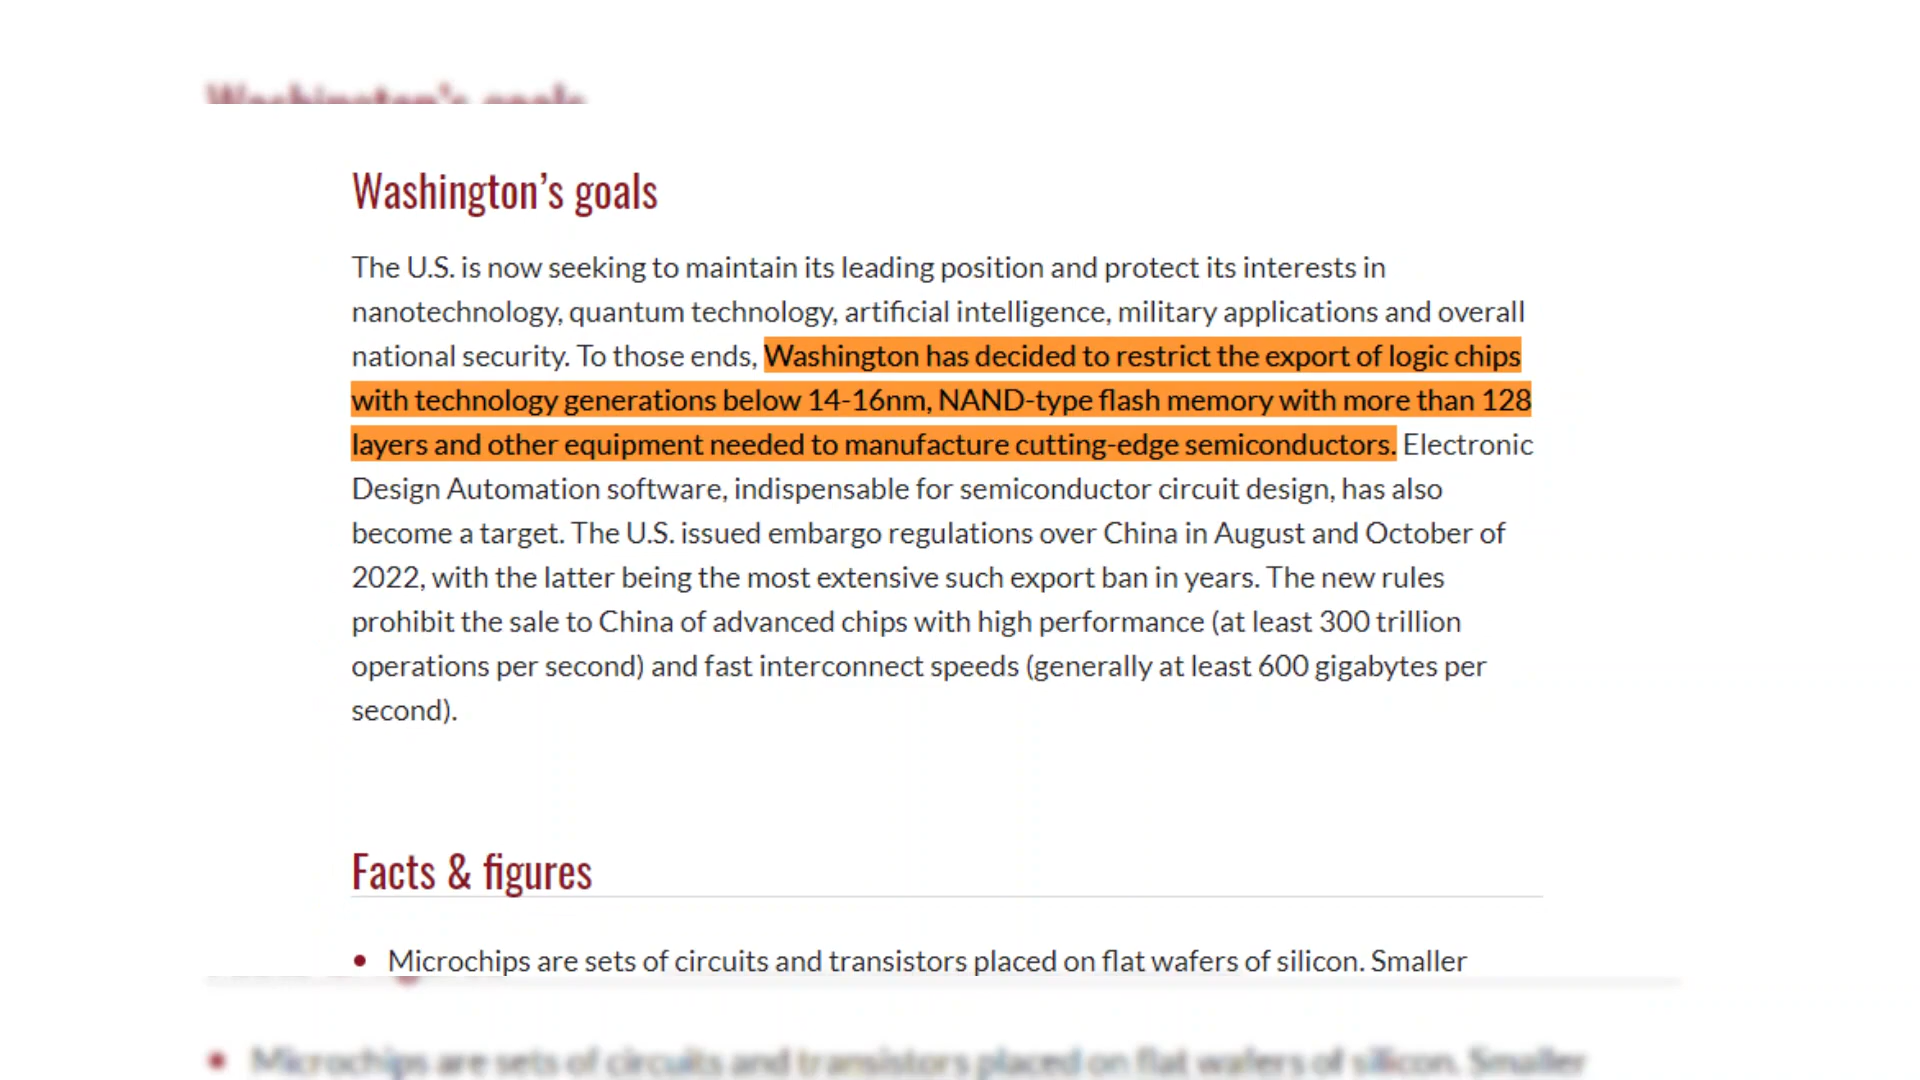 Washington's goals
Washington's goals
The U.S. is now seeking to maintain its leading position and protect its interests in
nanotechnology, quantum technology, artificial intelligence, military applications and overall
national security. To those ends, Washington has decided to restrict the export of logic chips
with technology generations below 14-16nm, NAND-type flash memory with more than 128
layers and other equipment needed to manufacture cutting-edge semiconductors. Electronic
Design Automation software, indispensable for semiconductor circuit design, has also
become a target. The U.S. issued embargo regulations over China in August and October of
2022, with the latter being the most extensive such export ban in years. The new rules
prohibit the sale to China of advanced chips with high performance (at least 300 trillion
operations per second) and fast interconnect speeds (generally at least 600 gigabytes per
second).
Facts & figures
• Microchips are sets of circuits and transistors placed on flat wafers of silicon. Smaller
• Microchips are sets of circuits and transistors placed on flat wafers of silicon. Smaller